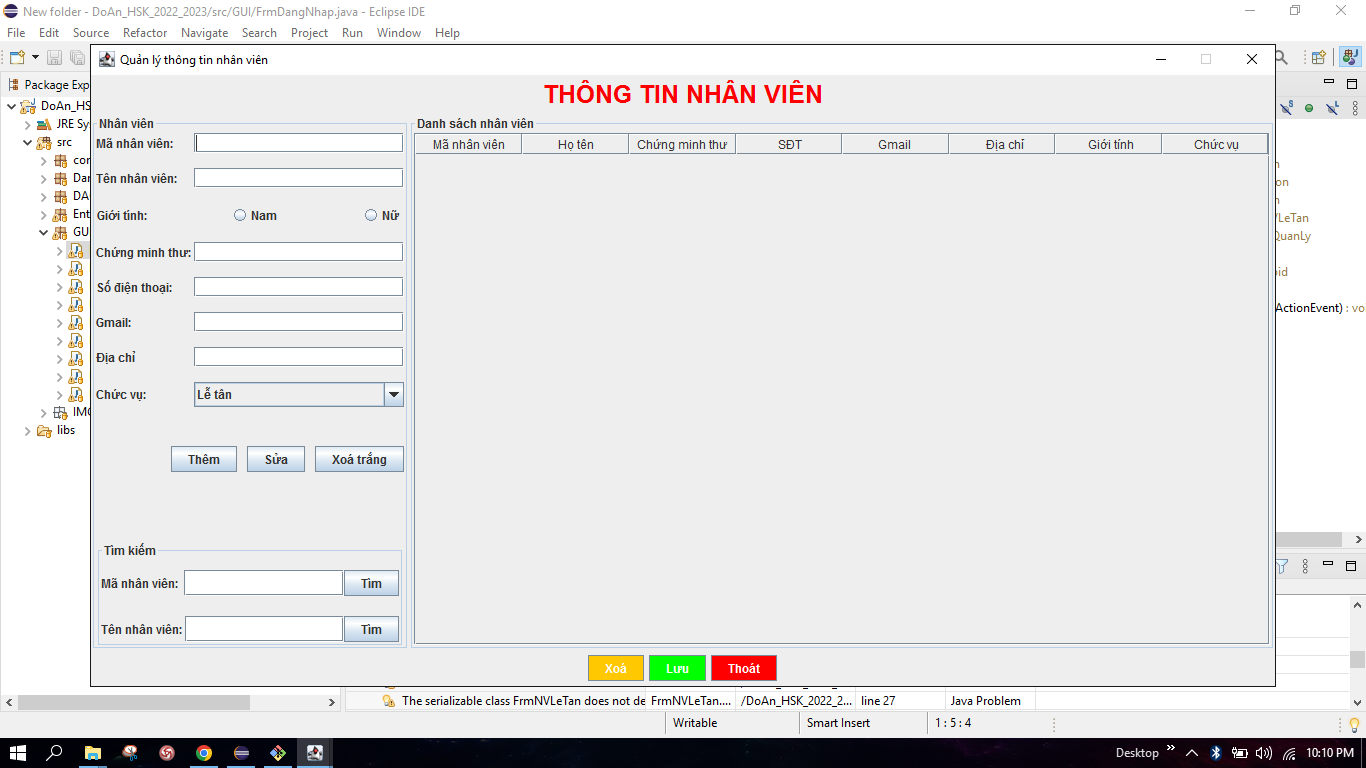 New folder - DoAn_HSK_2022_2023/src/GUI/FrmDangNhap.java - Eclipse IDE
File Edit Source Refactor Navigate Search Project Run Window Help
Quản lý thông tin nhân viên
Package Exp
DoAn_HS
JRE Sy
src
Ent
GU
libs
THÔNG TIN NHÂN VIÊN
Nhân viên
Mã nhân viên:
Tên nhân viên:
Giới tình: Nam Nữ
Chứng minh thư:
Số điện thoại:
Gmail:
Địa chỉ
Chức vụ: Lễ tân
Thêm Sửa Xoá trắng
Tìm kiếm
Mã nhân viên: Tìm
Tên nhân viên: Tìm
Danh sách nhân viên
Mã nhân viên Họ tên Chứng minh thư SĐT Gmail Địa chỉ Giới tính Chức vụ
Xoá Lưu Thoát
on
/LeTan
QuanLy
oid
ActionEvent) : vo
The serializable class FrmNVLeTan does not de FrmNVLeTan.... /DoAn_HSK_2022_2... line 27 Java Problem
Writable Smart Insert 1 : 5 : 4
Desktop 10:10 PM